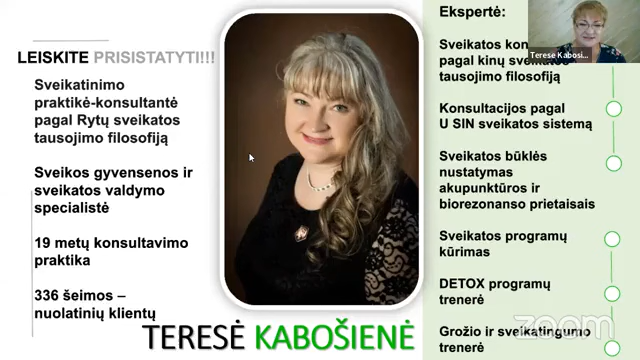 LEISKITE PRISISTATYTI!!!
Sveikatinimo
praktikė-konsultantė
pagal Rytų sveikatos
tausojimo filosofiją
Sveikos gyvensenos ir
sveikatos valdymo
specialistė
19 metų konsultavimo
praktika
336 šeimos –
nuolatinių klientų
TERESĖ KABOŠIENĖ
Ekspertė:
Sveikatos kon
pagal kinų sveikatos
tausojimo filosofiją
Konsultacijos pagal
U SIN sveikatos sistemą
Sveikatos būklės
nustatymas
akupunktūros ir
biorezonanso prietaisais
Sveikatos programų
kūrimas
DETOX programų
trenerė
Grožio ir sveikatingumo
trenerė
Terese Kabosi...
zoom